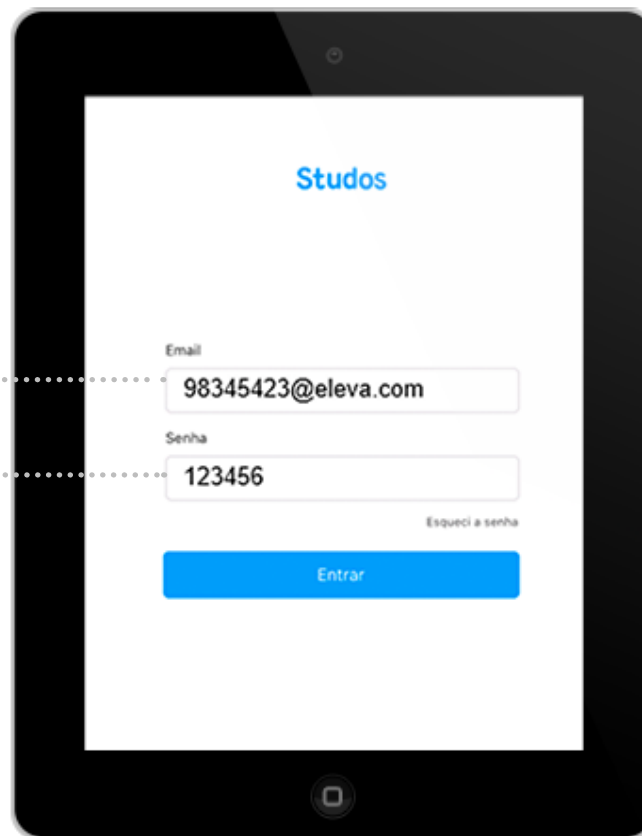 Studos
Email
98345423@eleva.com
Senha
123456
Esqueci a senha
Entrar